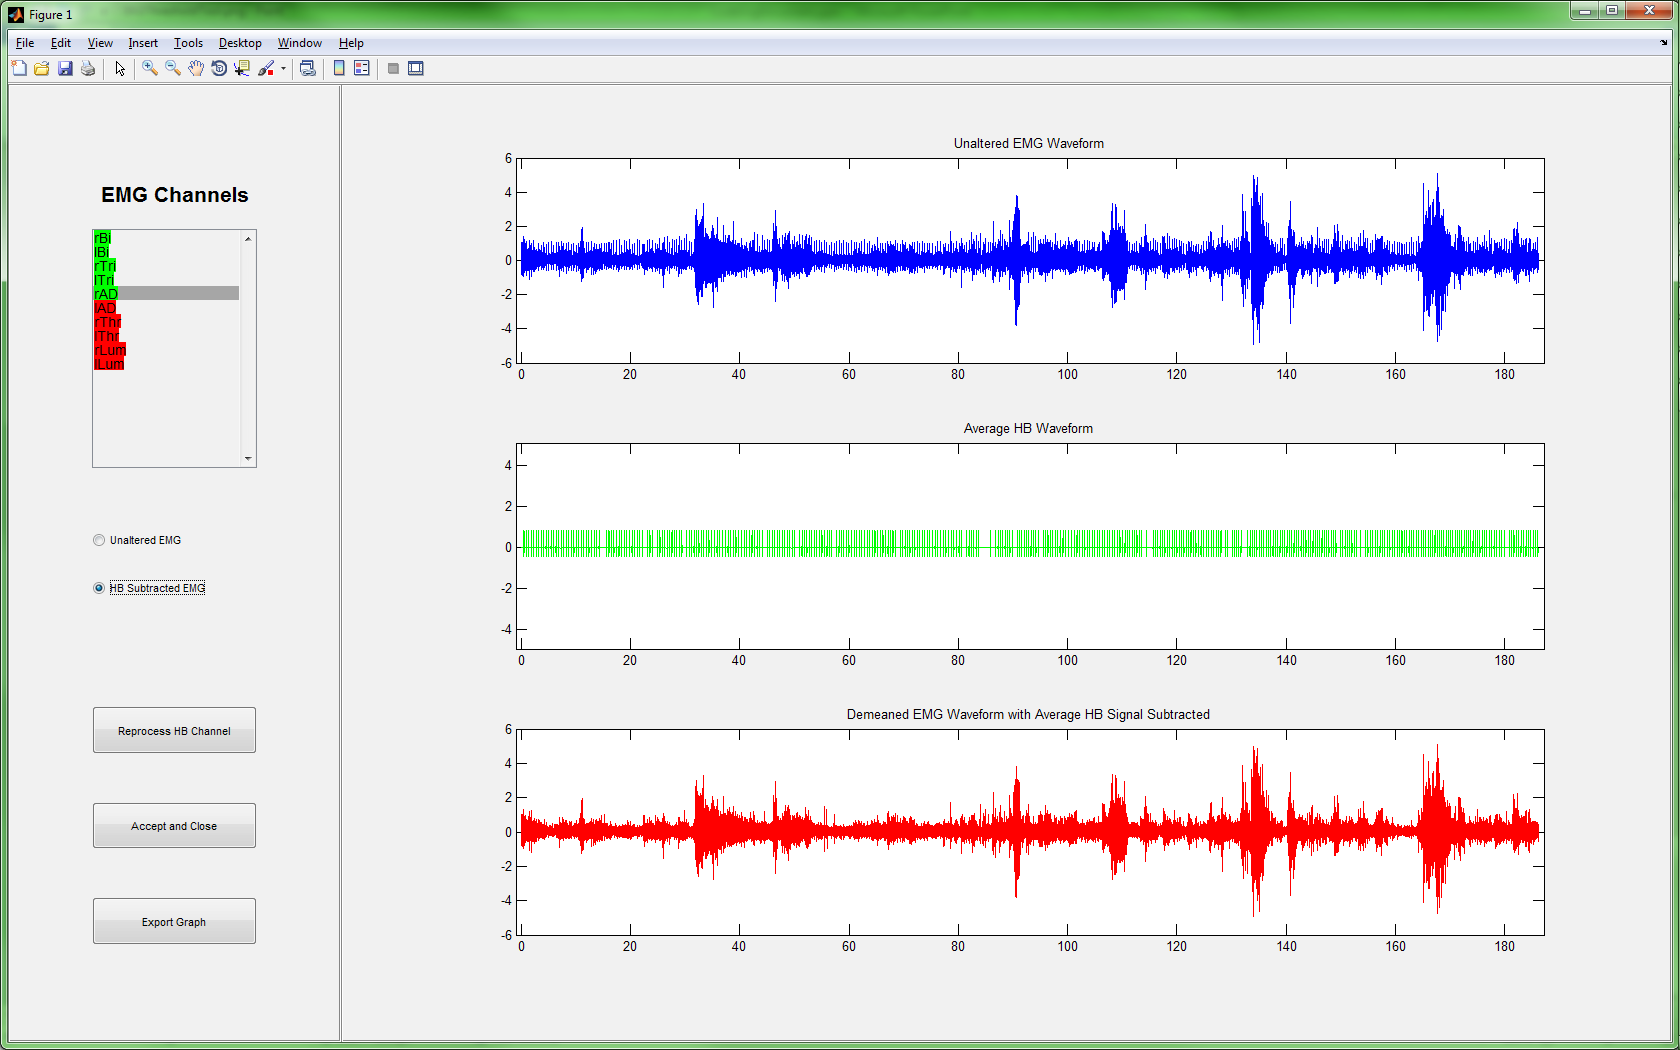 Figure 1
File Edit View Insert Tools Desktop Window Help
EMG Channels
rBi
lBi
rTri
lTri
rAD
lAD
rThr
lThr
rLum
lLum
Unaltered EMG
HB Subtracted EMG
Reprocess HB Channel
Accept and Close
Export Graph
Unaltered EMG Waveform
6
4
2
0
-2
-4
-6
0 20 40 60 80 100 120 140 160 180
Average HB Waveform
4
2
0
-2
-4
0 20 40 60 80 100 120 140 160 180
Demeaned EMG Waveform with Average HB Signal Subtracted
6
4
2
0
-2
-4
-6
0 20 40 60 80 100 120 140 160 180